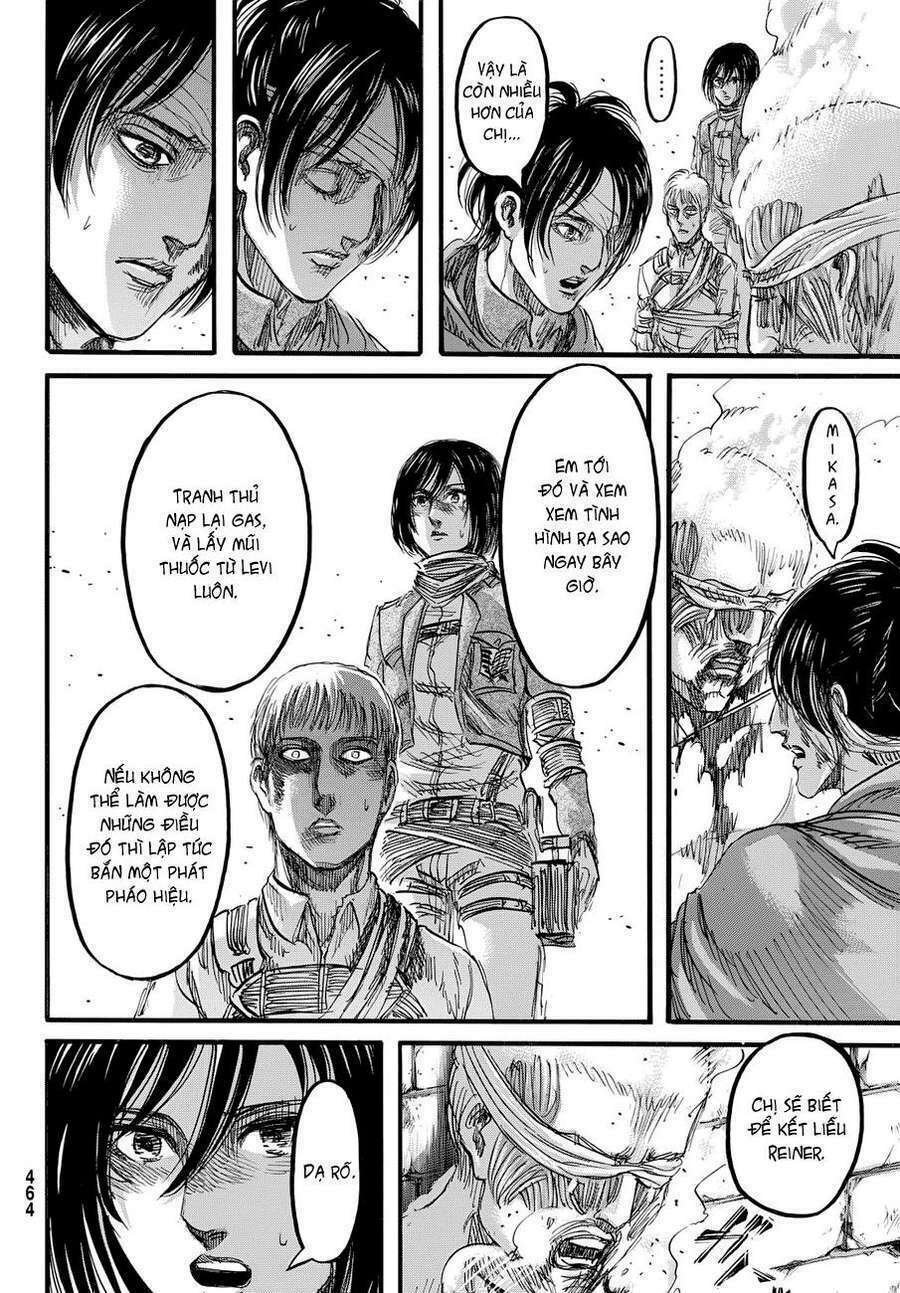 ......
VẬY LÀ
CÒN NHIỀU
HƠN CỦA
CHỊ...
MIKASA.
EM TỚI
ĐÓ VÀ XEM
XEM TÌNH
HÌNH RA SAO
NGAY BÂY
GIỜ.
TRANH THỦ
NẠP LẠI GAS,
VÀ LẤY MŨI
THUỐC TỪ LEVI
LUÔN.
NẾU KHÔNG
THỂ LÀM ĐƯỢC
NHỮNG ĐIỀU
ĐÓ THÌ LẬP TỨC
BẮN MỘT PHÁT
PHÁO HIỆU.
CHỊ SẼ BIẾT
ĐỂ KẾT LIỄU
REINER.
DẠ RÕ.
464